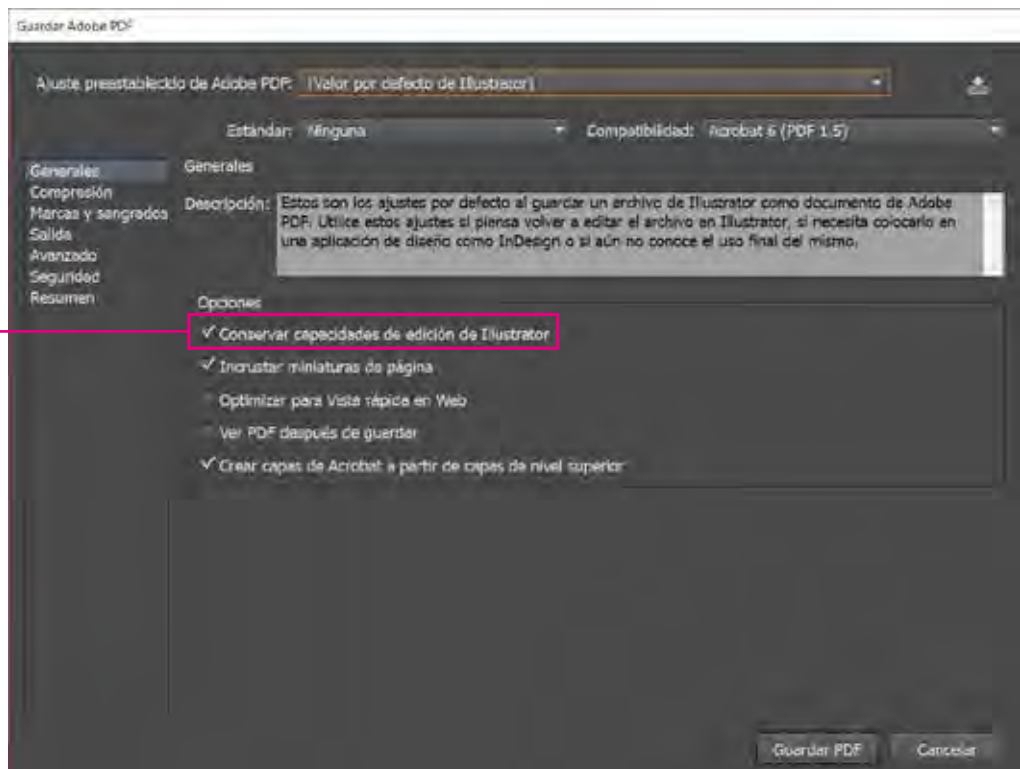 Guardar Adobe PDF
Ajuste preestablecido de Adobe PDF: [Valor por defecto de Illustrator]
Estándar: Ninguna Compatibilidad: Acrobat 6 (PDF 1.5)
Generales
Compresión
Marcas y sangrados
Salida
Avanzado
Seguridad
Resumen
Generales
Descripción: Estos son los ajustes por defecto al guardar un archivo de Illustrator como documento de Adobe
PDF. Utilice estos ajustes si piensa volver a editar el archivo en Illustrator, si necesita colocarlo en
una aplicación de diseño como InDesign o si aún no conoce el uso final del mismo.
Opciones
Conservar capacidades de edición de Illustrator
Incrustar miniaturas de página
Optimizar para Vista rápida en Web
Ver PDF después de guardar
Crear capas de Acrobat a partir de capas de nivel superior
Guardar PDF Cancelar